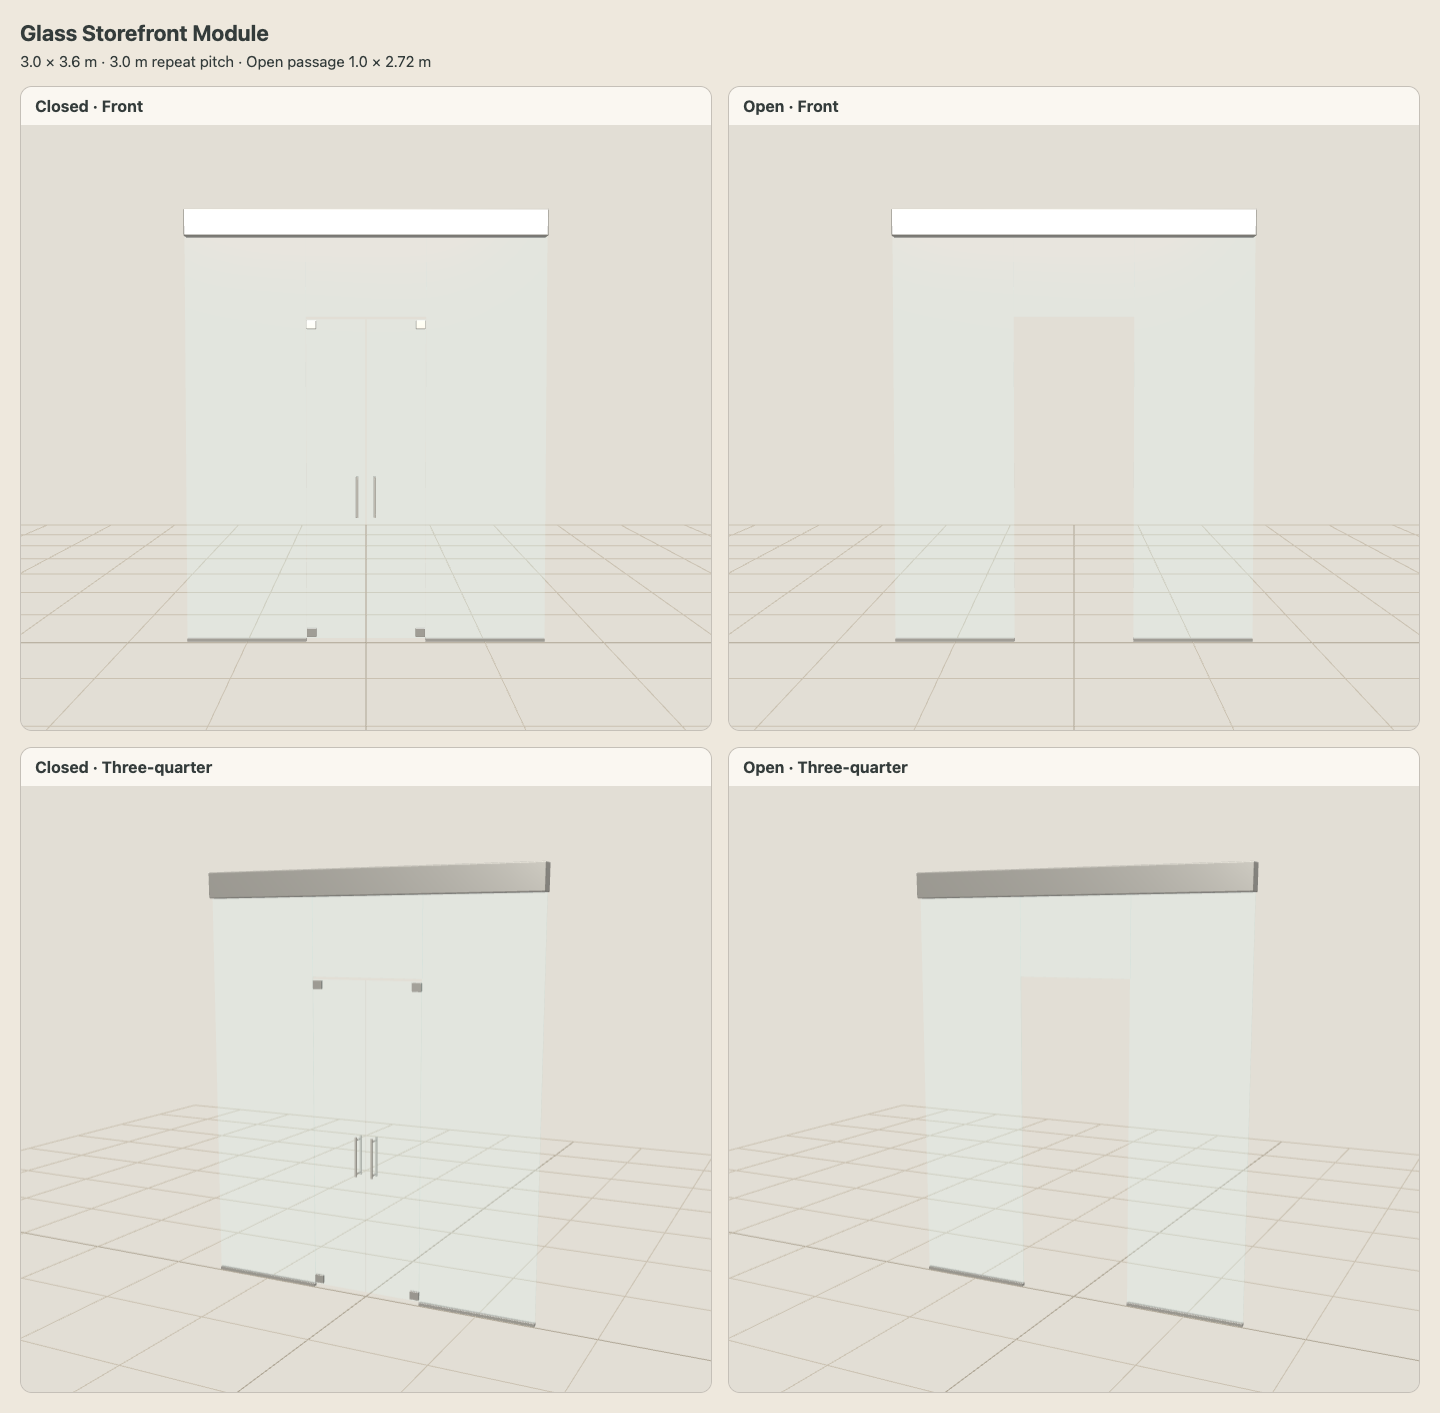 Glass Storefront Module
3.0 × 3.6 m · 3.0 m repeat pitch · Open passage 1.0 × 2.72 m
Closed · Front
Open · Front
Closed · Three-quarter
Open · Three-quarter